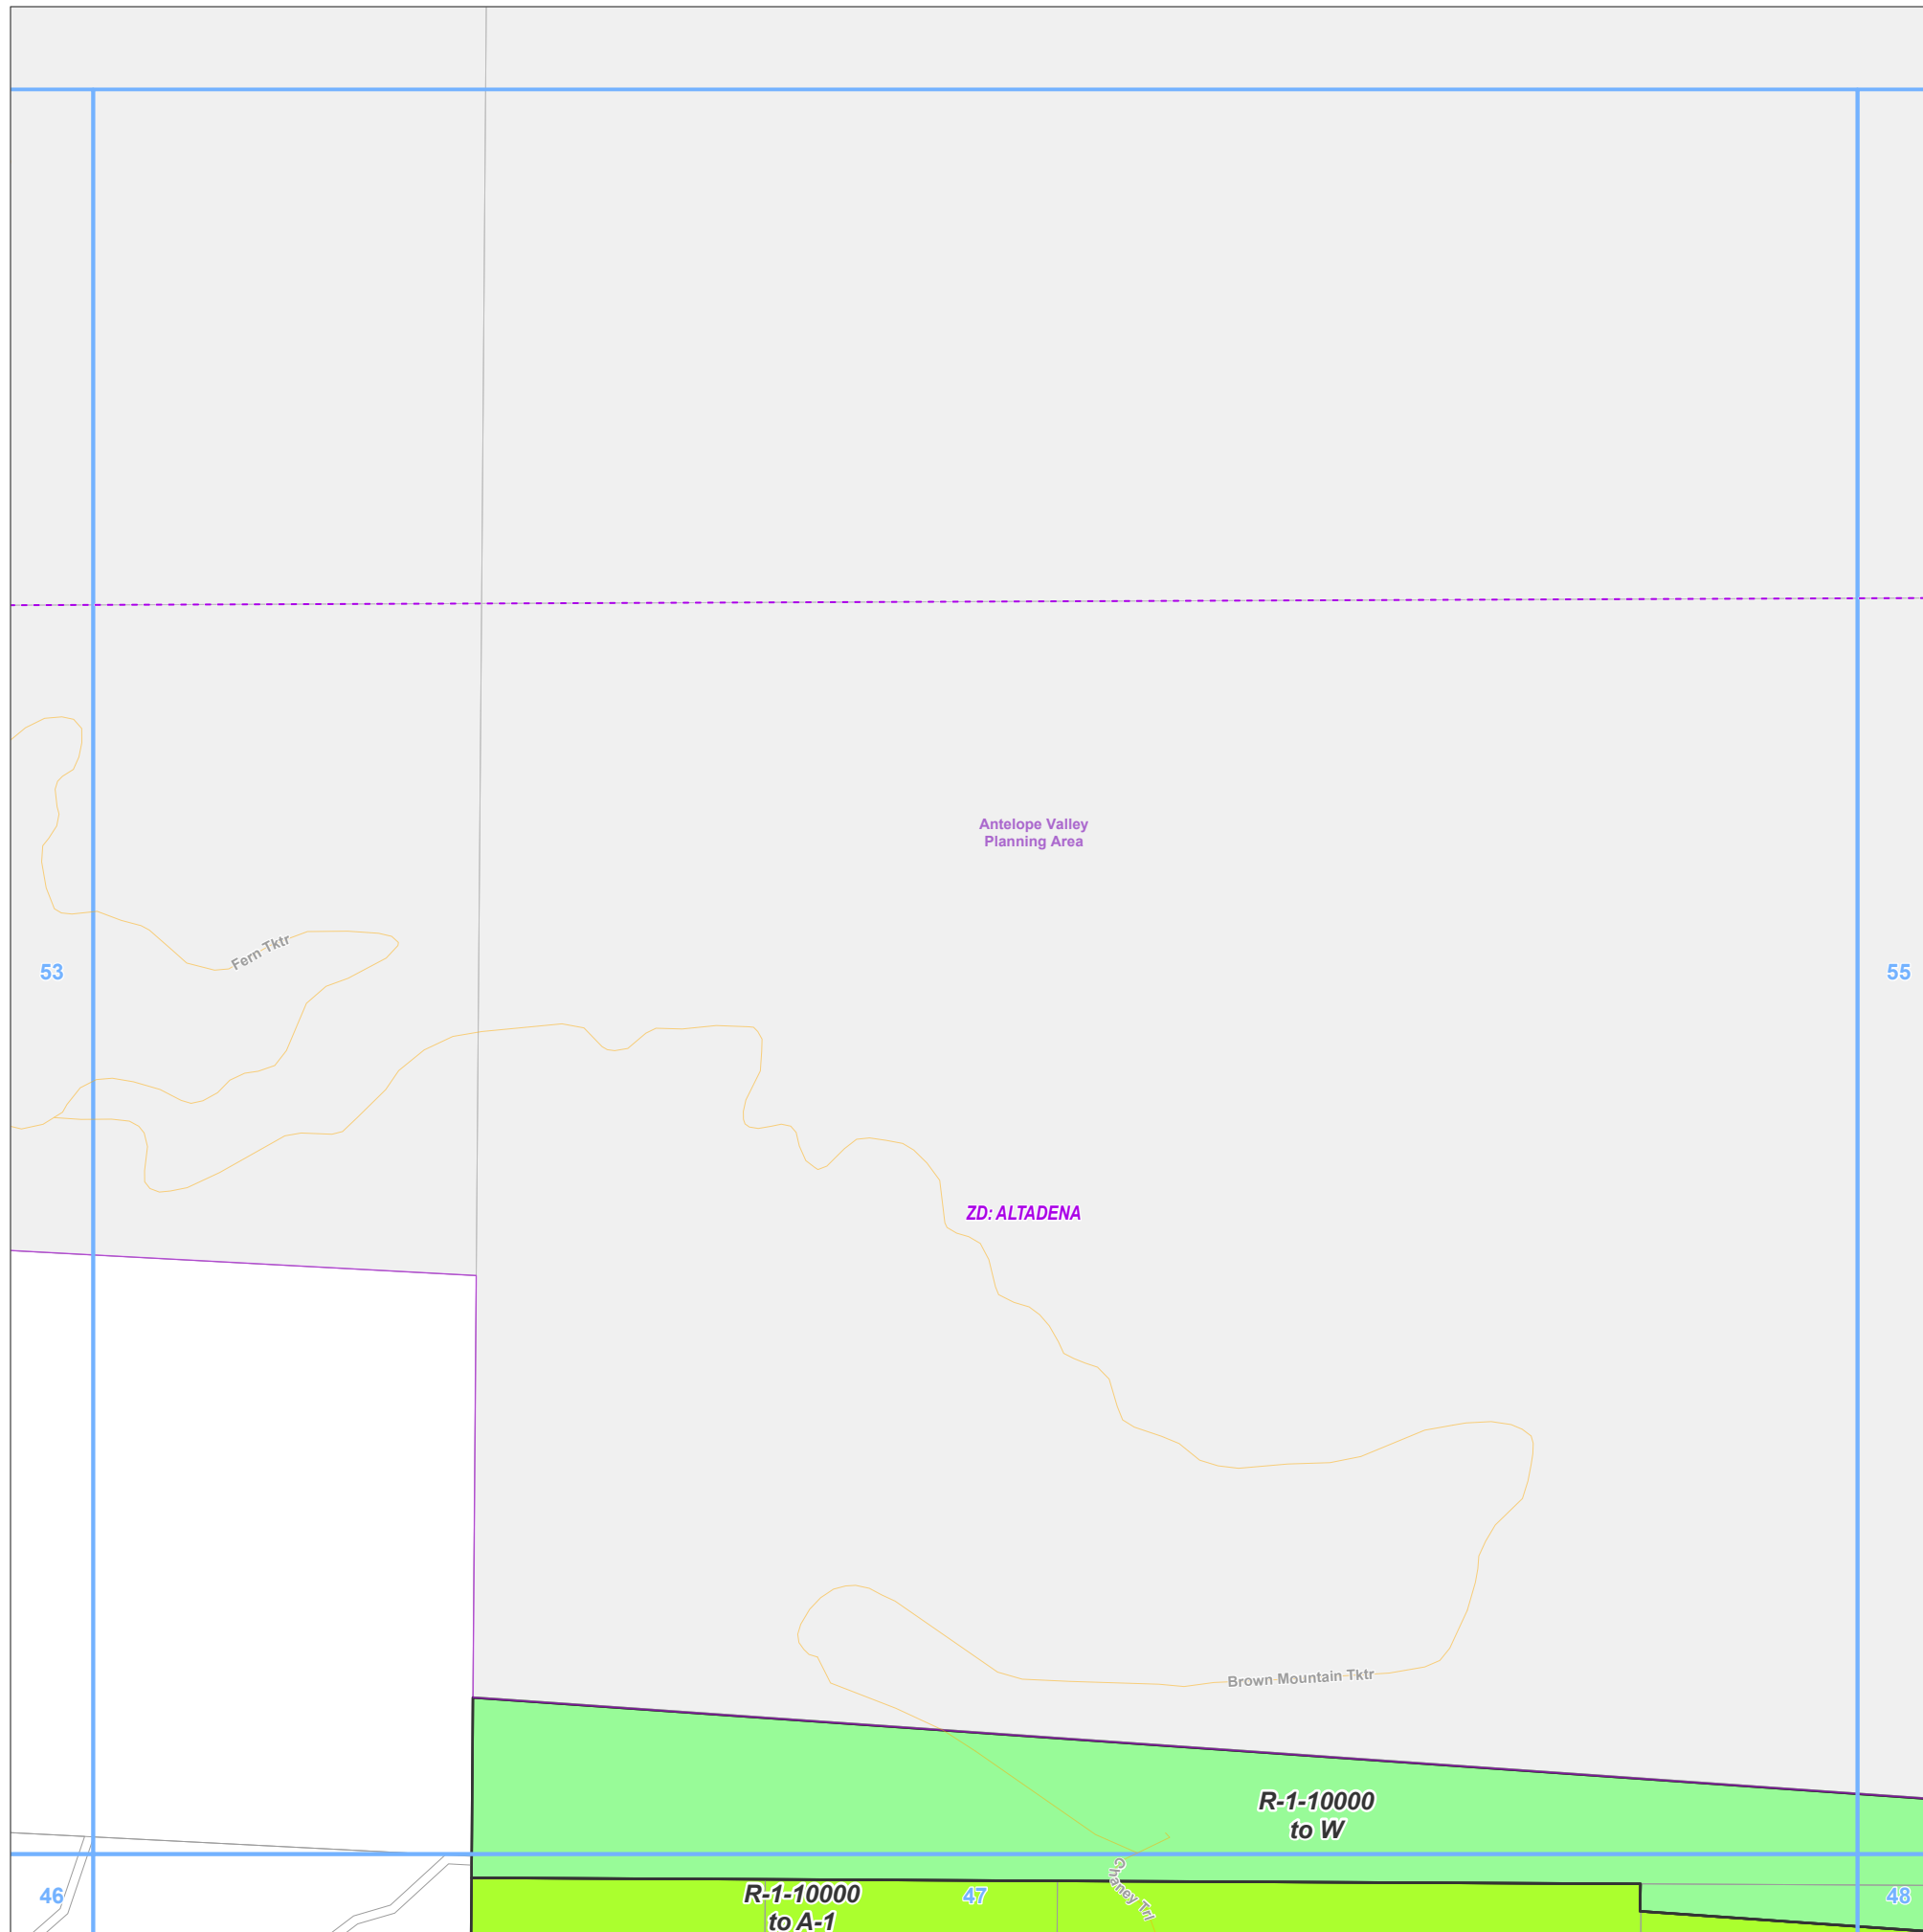 Antelope Valley
Planning Area
Fern Tktr
53
55
ZD: ALTADENA
Brown Mountain Tktr
R-1-10000
to W
Chaney Trl
46
R-1-10000
to A-1
47
48